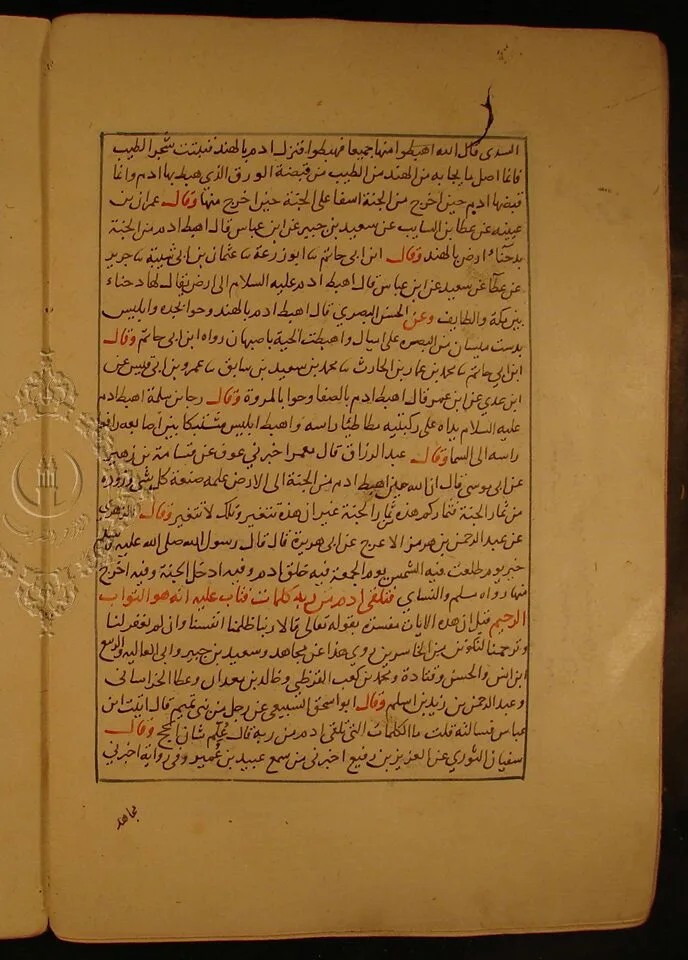 السدى قال الله اهبطوا منها جميعا فهبطوا فنزل ادم بالهند فنبتت شجر الطيب
فانما اصل ما يجابه من الهند من الطيب من قبضة الورق الذي هبط بها ادم وانما
قبضها ادم حين اخرج من الجنة اسفا على الجنة حين اخرج منها وقال عمران بن
عيينه عن عطا بن السايب عن سعيد بن جبير عن ابن عباس قال اهبط ادم من الجنة
بدحناء ارض بالهند وقال ابن ابي حاتم ثنا ابو زرعة ثنا عثمان بن ابي شيبة ثنا جرير
عن عطا عن سعيد عن ابن عباس قال اهبط ادم عليه السلام الى ارض يقال لها دحناء
بين مكة والطايف وعن الحسن البصري قال اهبط ادم بالهند وحوا بجده وابليس
بدست ميسان من البصره على اميال واهبطت الحية باصبهان رواه ابن ابي حاتم وقال
ابن ابي حاتم ثنا محمد بن عمار بن الحارث ثنا محمد بن سعيد بن سابق ثنا عمرو بن ابي قيس عن
ابن عدي عن ابن عمر قال اهبط ادم بالصفا وحوا بالمروة وقال رجا بن سلمة اهبط ادم
عليه السلام يداه على ركبتيه مطاطيا راسه واهبط ابليس مشتبكا بين اصابعه رافعا
راسه الى السما وقال عبد الرزاق قال معمر اخبرني عوف عن قسامة بن زهير
عن ابي موسى قال ان الله حين اهبط ادم من الجنة الى الارض علمه صنعة كل شي وزوده
من ثمار الجنة فثماركم هذه من ثمار الجنة غير ان هذه تتغير وتلك لا تتغير وقال الزهري
عن عبد الرحمن بن هرمز الاعرج عن ابي هريرة قال قال رسول الله صلى الله عليه وسلم
خير يوم طلعت فيه الشمس يوم الجمعة فيه خلق ادم وفيه ادخل الجنة وفيه اخرج
منها رواه مسلم والنساي فتلقى ادم من ربه كلمات فتاب عليه انه هو التواب
الرحيم قيل ان هذه الايات مفسرة بقوله تعالى قالا ربنا ظلمنا انفسنا وان لم تغفر لنا
وترحمنا لنكونن من الخاسرين روي هذا عن مجاهد وسعيد بن جبير وابي العاليه والربيع
ابن انس والحسن وقتادة ومحمد بن كعب القرظي وخالد بن معدان وعطا الخراساني
وعبد الرحمن بن زيد بن اسلم وقال ابو اسحق السبيعي عن رجل من بني تميم قال اتيت ابن
عباس فسالته قلت ما الكلمات التي تلقى ادم من ربه قال علم شان الحج وقال
سفيان الثوري عن العزيز بن رفيع اخبرني من سمع عبيد بن عمير وفي رواية اخبرني
مجاهد